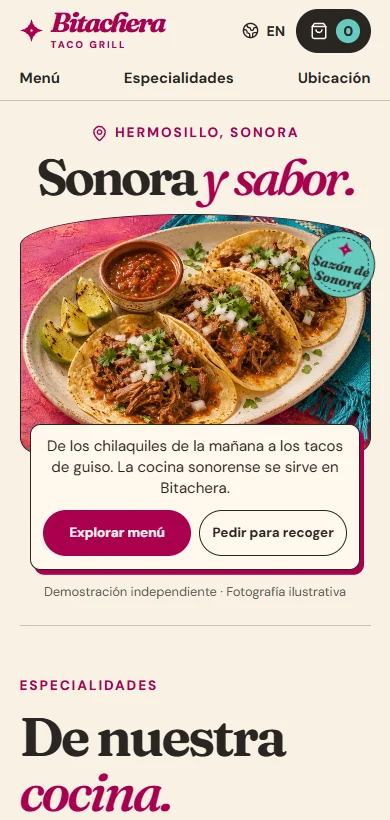 Bitachera
TACO GRILL
EN
0
Menú
Especialidades
Ubicación
HERMOSILLO, SONORA
Sonora y sabor.
Sazón de
Sonora
De los chilaquiles de la mañana a los tacos
de guiso. La cocina sonorense se sirve en
Bitachera.
Explorar menú
Pedir para recoger
Demostración independiente · Fotografía ilustrativa
ESPECIALIDADES
De nuestra
cocina.